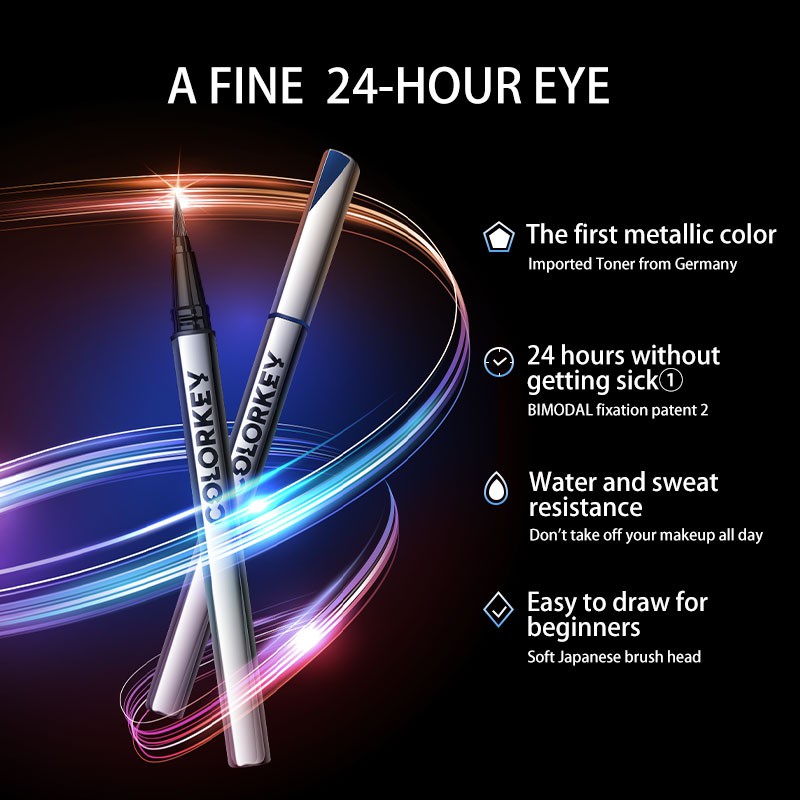 A FINE 24-HOUR EYE
The first metallic color
Imported Toner from Germany
24 hours without
getting sick①
BIMODAL fixation patent 2
Water and sweat
resistance
Don't take off your makeup all day
Easy to draw for
beginners
Soft Japanese brush head
COLORKEY
COLORKEY